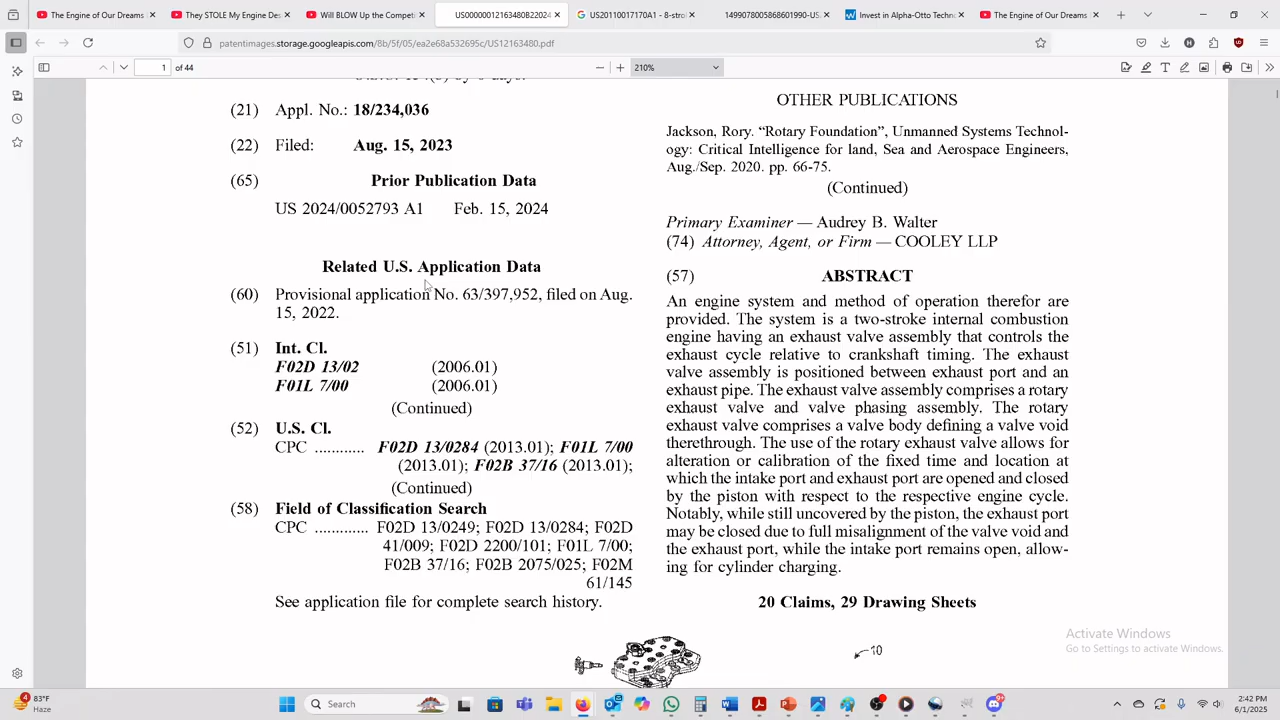 The Engine of Our Dreams
They STOLE My Engine Des
Will BLOW Up the Competi
US00000012163480B22024
US20110017170A1 - 8-strok
14990780058686​01990-US
Invest in Alpha-Otto Techn
The Engine of Our Dreams
patentimages.storage.googleapis.com/8b/5f/05/ea2e68a532695c/US12163480
1 of 44
210%
(21) Appl. No.: 18/234,036
(22) Filed: Aug. 15, 2023
(65) Prior Publication Data
US 2024/0052793 A1 Feb. 15, 2024
Related U.S. Application Data
(60) Provisional application No. 63/397,952, filed on Aug.
15, 2022.
(51) Int. Cl.
F02D 13/02 (2006.01)
F01L 7/00 (2006.01)
(Continued)
(52) U.S. Cl.
CPC ............ F02D 13/0284 (2013.01); F01L 7/00
(2013.01); F02B 37/16 (2013.01);
(Continued)
(58) Field of Classification Search
CPC ............. F02D 13/0249; F02D 13/0284; F02D
41/009; F02D 2200/101; F01L 7/00;
F02B 37/16; F02B 2075/025; F02M
61/145
See application file for complete search history.
OTHER PUBLICATIONS
Jackson, Rory. “Rotary Foundation”, Unmanned Systems Technol-
ogy: Critical Intelligence for land, Sea and Aerospace Engineers,
Aug./Sep. 2020. pp. 66-75.
(Continued)
Primary Examiner — Audrey B. Walter
(74) Attorney, Agent, or Firm — COOLEY LLP
(57) ABSTRACT
An engine system and method of operation therefor are
provided. The system is a two-stroke internal combustion
engine having an exhaust valve assembly that controls the
exhaust cycle relative to crankshaft timing. The exhaust
valve assembly is positioned between exhaust port and an
exhaust pipe. The exhaust valve assembly comprises a rotary
exhaust valve and valve phasing assembly. The rotary
exhaust valve comprises a valve body defining a valve void
therethrough. The use of the rotary exhaust valve allows for
alteration or calibration of the fixed time and location at
which the intake port and exhaust port are opened and closed
by the piston with respect to the respective engine cycle.
Notably, while still uncovered by the piston, the exhaust port
may be closed due to full misalignment of the valve void and
the exhaust port, while the intake port remains open, allow-
ing for cylinder charging.
20 Claims, 29 Drawing Sheets
10
Activate Windows
Go to Settings to activate Windows.
4
83°F
Haze
Search
2:42 PM
6/1/2025